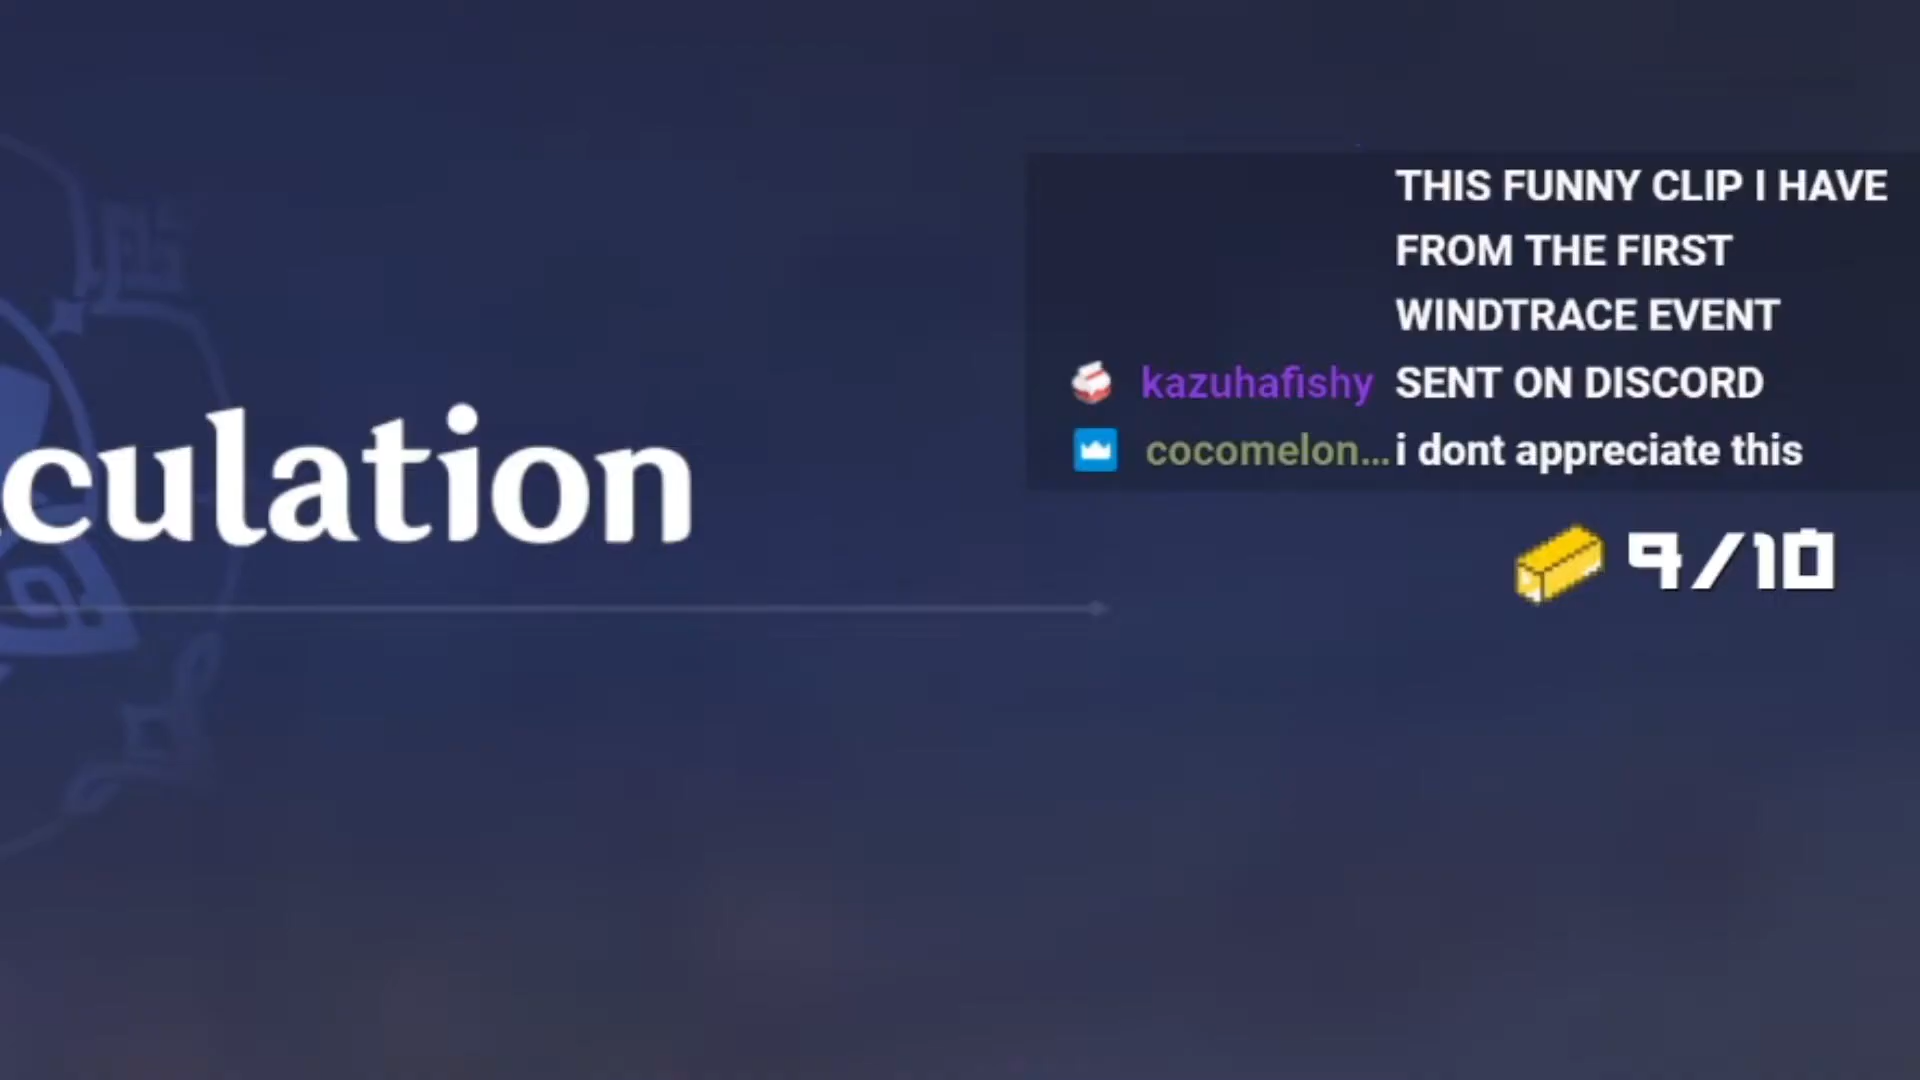 THIS FUNNY CLIP I HAVE
FROM THE FIRST
WINDTRACE EVENT
kazuhafishy SENT ON DISCORD
cocomelon... i dont appreciate this
culation
9/10